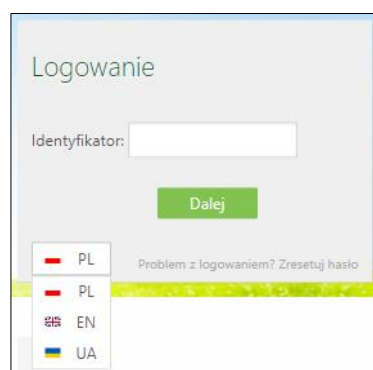 Logowanie
Identyfikator:
Dalej
PL
Problem z logowaniem? Zresetuj hasło
PL
EN
UA